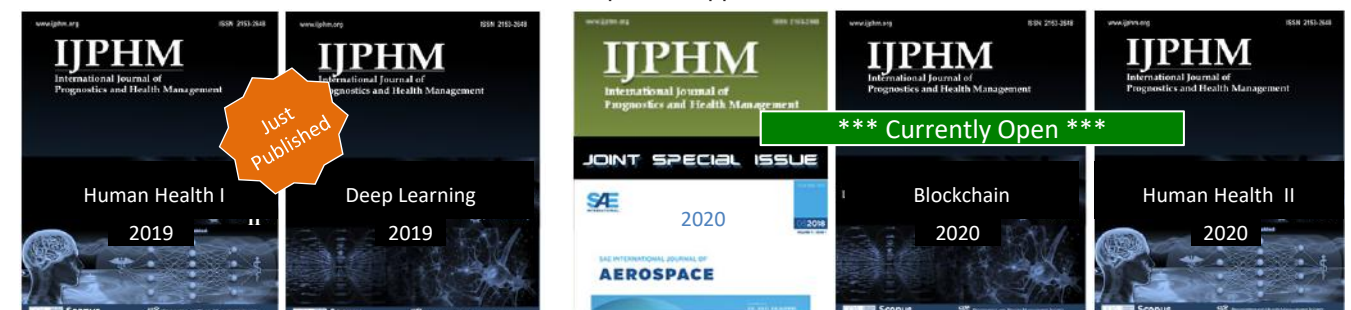 www.ijphm.org ISSN 2153-2648
IJPHM
International Journal of
Prognostics and Health Management
Human Health I
2019
www.ijphm.org ISSN 2153-2648
IJPHM
International Journal of
Prognostics and Health Management
Deep Learning
2019
Just
Published
www.ijphm.org ISSN 2153-2648
IJPHM
International Journal of
Prognostics and Health Management
JOINT SPECIAL ISSUE
SAE
INTERNATIONAL
2020
2018
SAE INTERNATIONAL JOURNAL OF
AEROSPACE
*** Currently Open ***
www.ijphm.org ISSN 2153-2648
IJPHM
International Journal of
Prognostics and Health Management
Blockchain
2020
www.ijphm.org ISSN 2153-2648
IJPHM
International Journal of
Prognostics and Health Management
Human Health II
2020